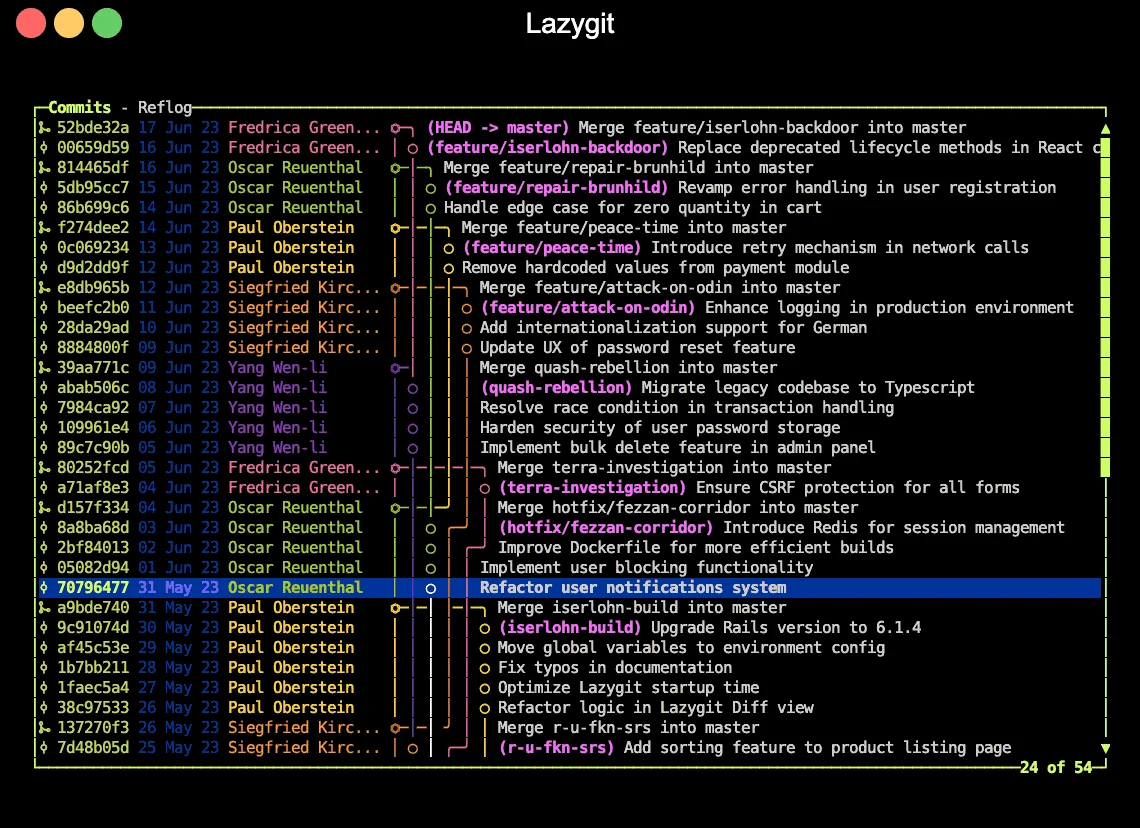 Lazygit
Commits - Reflog
52bde32a 17 Jun 23 Fredrica Green... (HEAD -> master) Merge feature/iserlohn-backdoor into master
00659d59 16 Jun 23 Fredrica Green... (feature/iserlohn-backdoor) Replace deprecated lifecycle methods in React c
814465df 16 Jun 23 Oscar Reuenthal Merge feature/repair-brunhild into master
5db95cc7 15 Jun 23 Oscar Reuenthal (feature/repair-brunhild) Revamp error handling in user registration
86b699c6 14 Jun 23 Oscar Reuenthal Handle edge case for zero quantity in cart
f274dee2 14 Jun 23 Paul Oberstein Merge feature/peace-time into master
0c069234 13 Jun 23 Paul Oberstein (feature/peace-time) Introduce retry mechanism in network calls
d9d2dd9f 12 Jun 23 Paul Oberstein Remove hardcoded values from payment module
e8db965b 12 Jun 23 Siegfried Kirc... Merge feature/attack-on-odin into master
beefc2b0 11 Jun 23 Siegfried Kirc... (feature/attack-on-odin) Enhance logging in production environment
28da29ad 10 Jun 23 Siegfried Kirc... Add internationalization support for German
8884800f 09 Jun 23 Siegfried Kirc... Update UX of password reset feature
39aa771c 09 Jun 23 Yang Wen-li Merge quash-rebellion into master
abab506c 08 Jun 23 Yang Wen-li (quash-rebellion) Migrate legacy codebase to Typescript
7984ca92 07 Jun 23 Yang Wen-li Resolve race condition in transaction handling
109961e4 06 Jun 23 Yang Wen-li Harden security of user password storage
89c7c90b 05 Jun 23 Yang Wen-li Implement bulk delete feature in admin panel
80252fcd 05 Jun 23 Fredrica Green... Merge terra-investigation into master
a71af8e3 04 Jun 23 Fredrica Green... (terra-investigation) Ensure CSRF protection for all forms
d157f334 04 Jun 23 Oscar Reuenthal Merge hotfix/fezzan-corridor into master
8a8ba68d 03 Jun 23 Oscar Reuenthal (hotfix/fezzan-corridor) Introduce Redis for session management
2bf84013 02 Jun 23 Oscar Reuenthal Improve Dockerfile for more efficient builds
05082d94 01 Jun 23 Oscar Reuenthal Implement user blocking functionality
70796477 31 May 23 Oscar Reuenthal Refactor user notifications system
a9bde740 31 May 23 Paul Oberstein Merge iserlohn-build into master
9c91074d 30 May 23 Paul Oberstein (iserlohn-build) Upgrade Rails version to 6.1.4
af45c53e 29 May 23 Paul Oberstein Move global variables to environment config
1b7bb211 28 May 23 Paul Oberstein Fix typos in documentation
1faec5a4 27 May 23 Paul Oberstein Optimize Lazygit startup time
38c97533 26 May 23 Paul Oberstein Refactor logic in Lazygit Diff view
137270f3 26 May 23 Siegfried Kirc... Merge r-u-fkn-srs into master
7d48b05d 25 May 23 Siegfried Kirc... (r-u-fkn-srs) Add sorting feature to product listing page
24 of 54